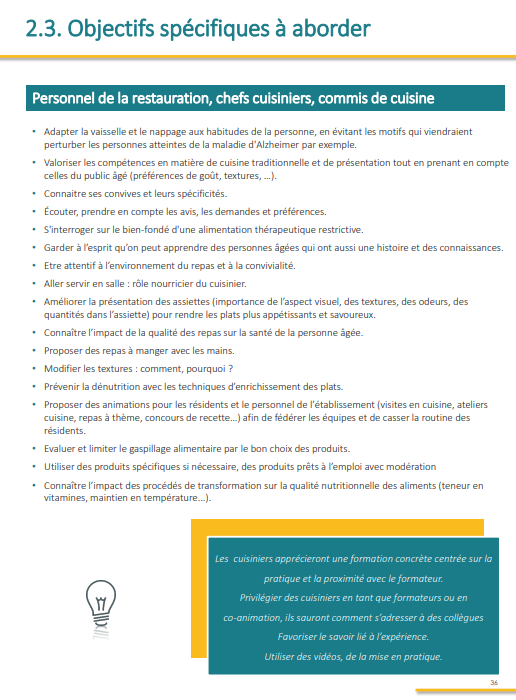 2.3. Objectifs spécifiques à aborder
Personnel de la restauration, chefs cuisiniers, commis de cuisine
• Adapter la vaisselle et le nappage aux habitudes de la personne, en évitant les motifs qui viendraient
perturber les personnes atteintes de la maladie d'Alzheimer par exemple.
• Valoriser les compétences en matière de cuisine traditionnelle et de présentation tout en prenant en compte
celles du public âgé (préférences de goût, textures, …).
• Connaitre ses convives et leurs spécificités.
• Écouter, prendre en compte les avis, les demandes et préférences.
• S'interroger sur le bien-fondé d'une alimentation thérapeutique restrictive.
• Garder à l'esprit qu'on peut apprendre des personnes âgées qui ont aussi une histoire et des connaissances.
• Etre attentif à l'environnement du repas et à la convivialité.
• Aller servir en salle : rôle nourricier du cuisinier.
• Améliorer la présentation des assiettes (importance de l'aspect visuel, des textures, des odeurs, des
quantités dans l'assiette) pour rendre les plats plus appétissants et savoureux.
• Connaître l'impact de la qualité des repas sur la santé de la personne âgée.
• Proposer des repas à manger avec les mains.
• Modifier les textures : comment, pourquoi ?
• Prévenir la dénutrition avec les techniques d'enrichissement des plats.
• Proposer des animations pour les résidents et le personnel de l'établissement (visites en cuisine, ateliers
cuisine, repas à thème, concours de recette…) afin de fédérer les équipes et de casser la routine des
résidents.
• Evaluer et limiter le gaspillage alimentaire par le bon choix des produits.
• Utiliser des produits spécifiques si nécessaire, des produits prêts à l'emploi avec modération
• Connaître l'impact des procédés de transformation sur la qualité nutritionnelle des aliments (teneur en
vitamines, maintien en température...).
Les cuisiniers apprécieront une formation concrète centrée sur la
pratique et la proximité avec le formateur.
Privilégier des cuisiniers en tant que formateurs ou en
co-animation, ils sauront comment s'adresser à des collègues
Favoriser le savoir lié à l'expérience.
Utiliser des vidéos, de la mise en pratique.
36